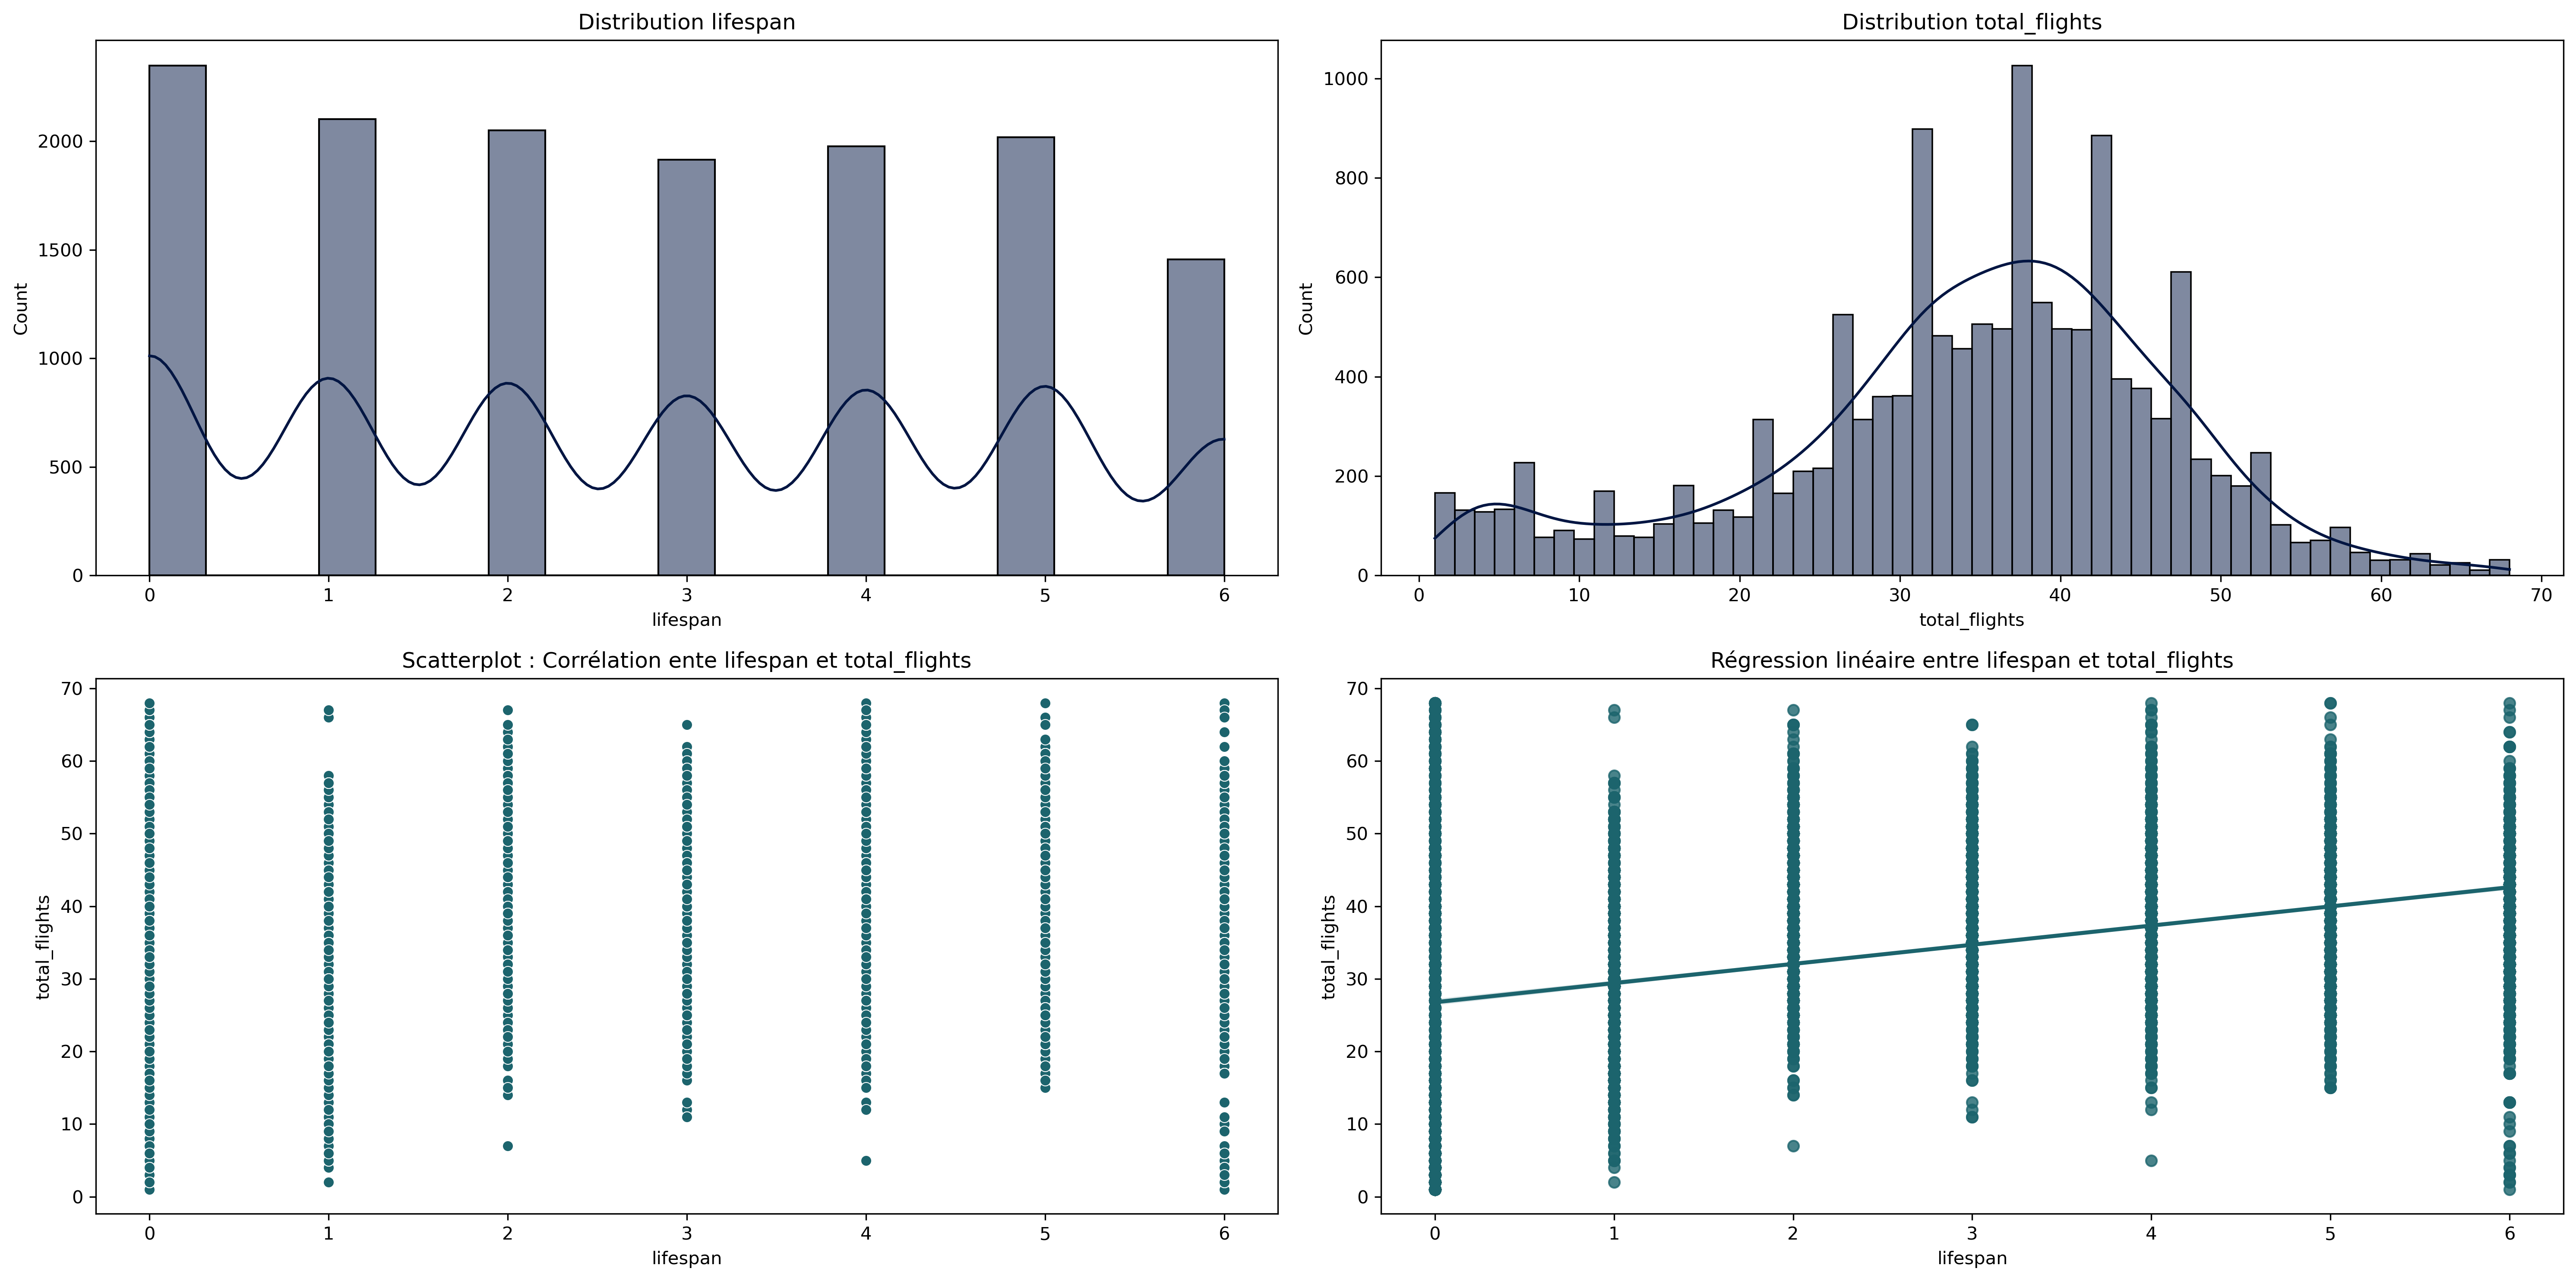 Distribution lifespan
Count
2000
1500
1000
500
0
0 1 2 3 4 5 6
lifespan
Distribution total_flights
Count
1000
800
600
400
200
0
0 10 20 30 40 50 60 70
total_flights
Scatterplot : Corrélation ente lifespan et total_flights
total_flights
70
60
50
40
30
20
10
0
0 1 2 3 4 5 6
lifespan
Régression linéaire entre lifespan et total_flights
total_flights
70
60
50
40
30
20
10
0
0 1 2 3 4 5 6
lifespan